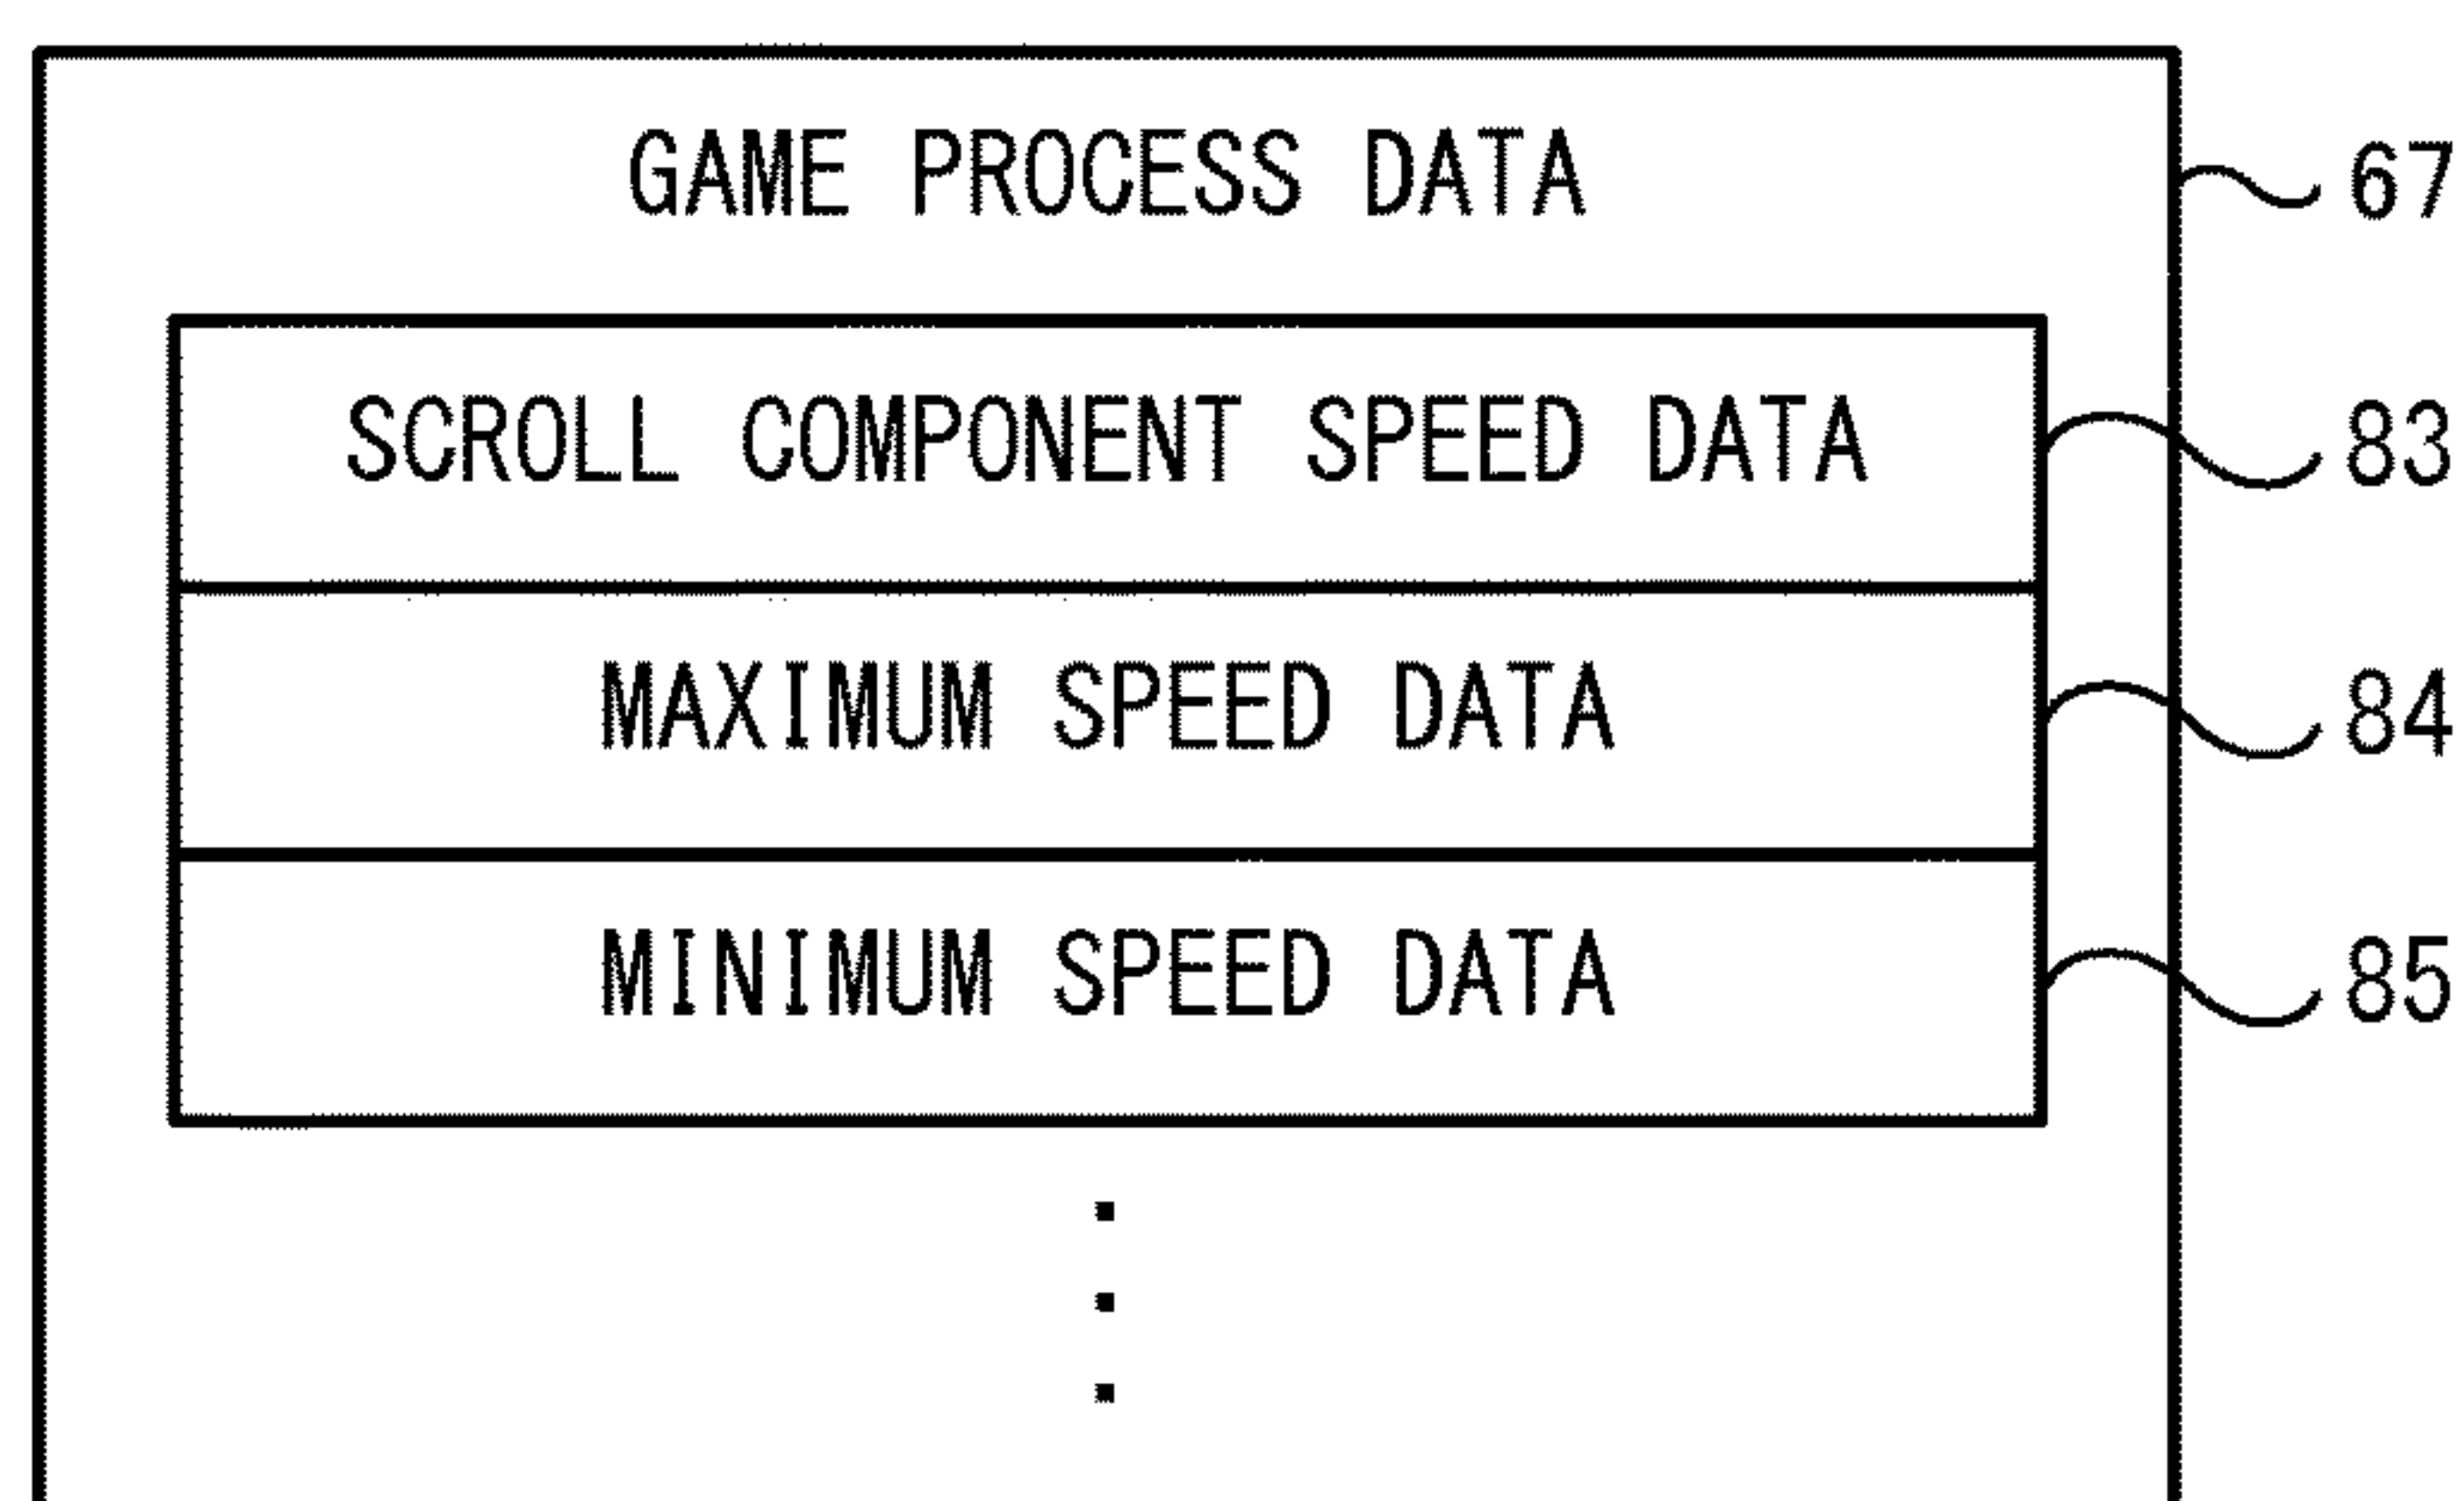 GAME PROCESS DATA 67
SCROLL COMPONENT SPEED DATA 83
MAXIMUM SPEED DATA 84
MINIMUM SPEED DATA 85